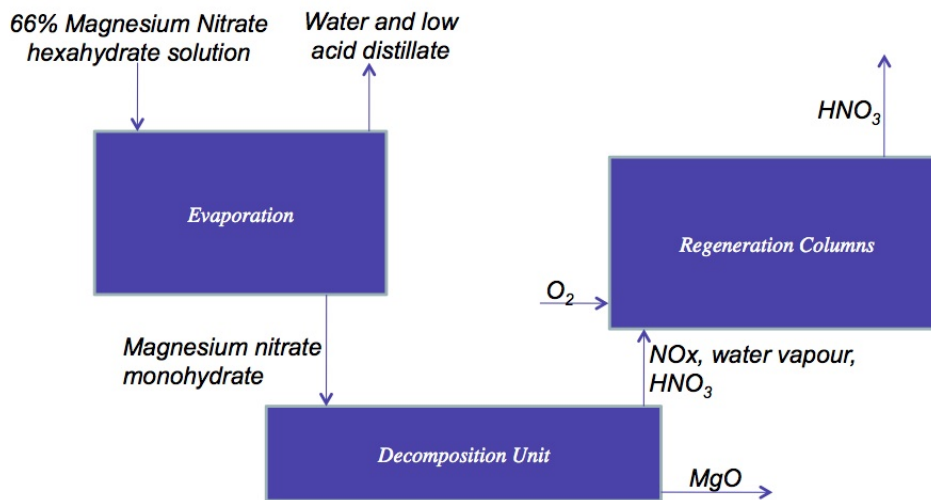 66% Magnesium Nitrate
hexahydrate solution
Water and low
acid distillate
HNO3
Evaporation
Regeneration Columns
O2
Magnesium nitrate
monohydrate
NOx, water vapour,
HNO3
Decomposition Unit
MgO